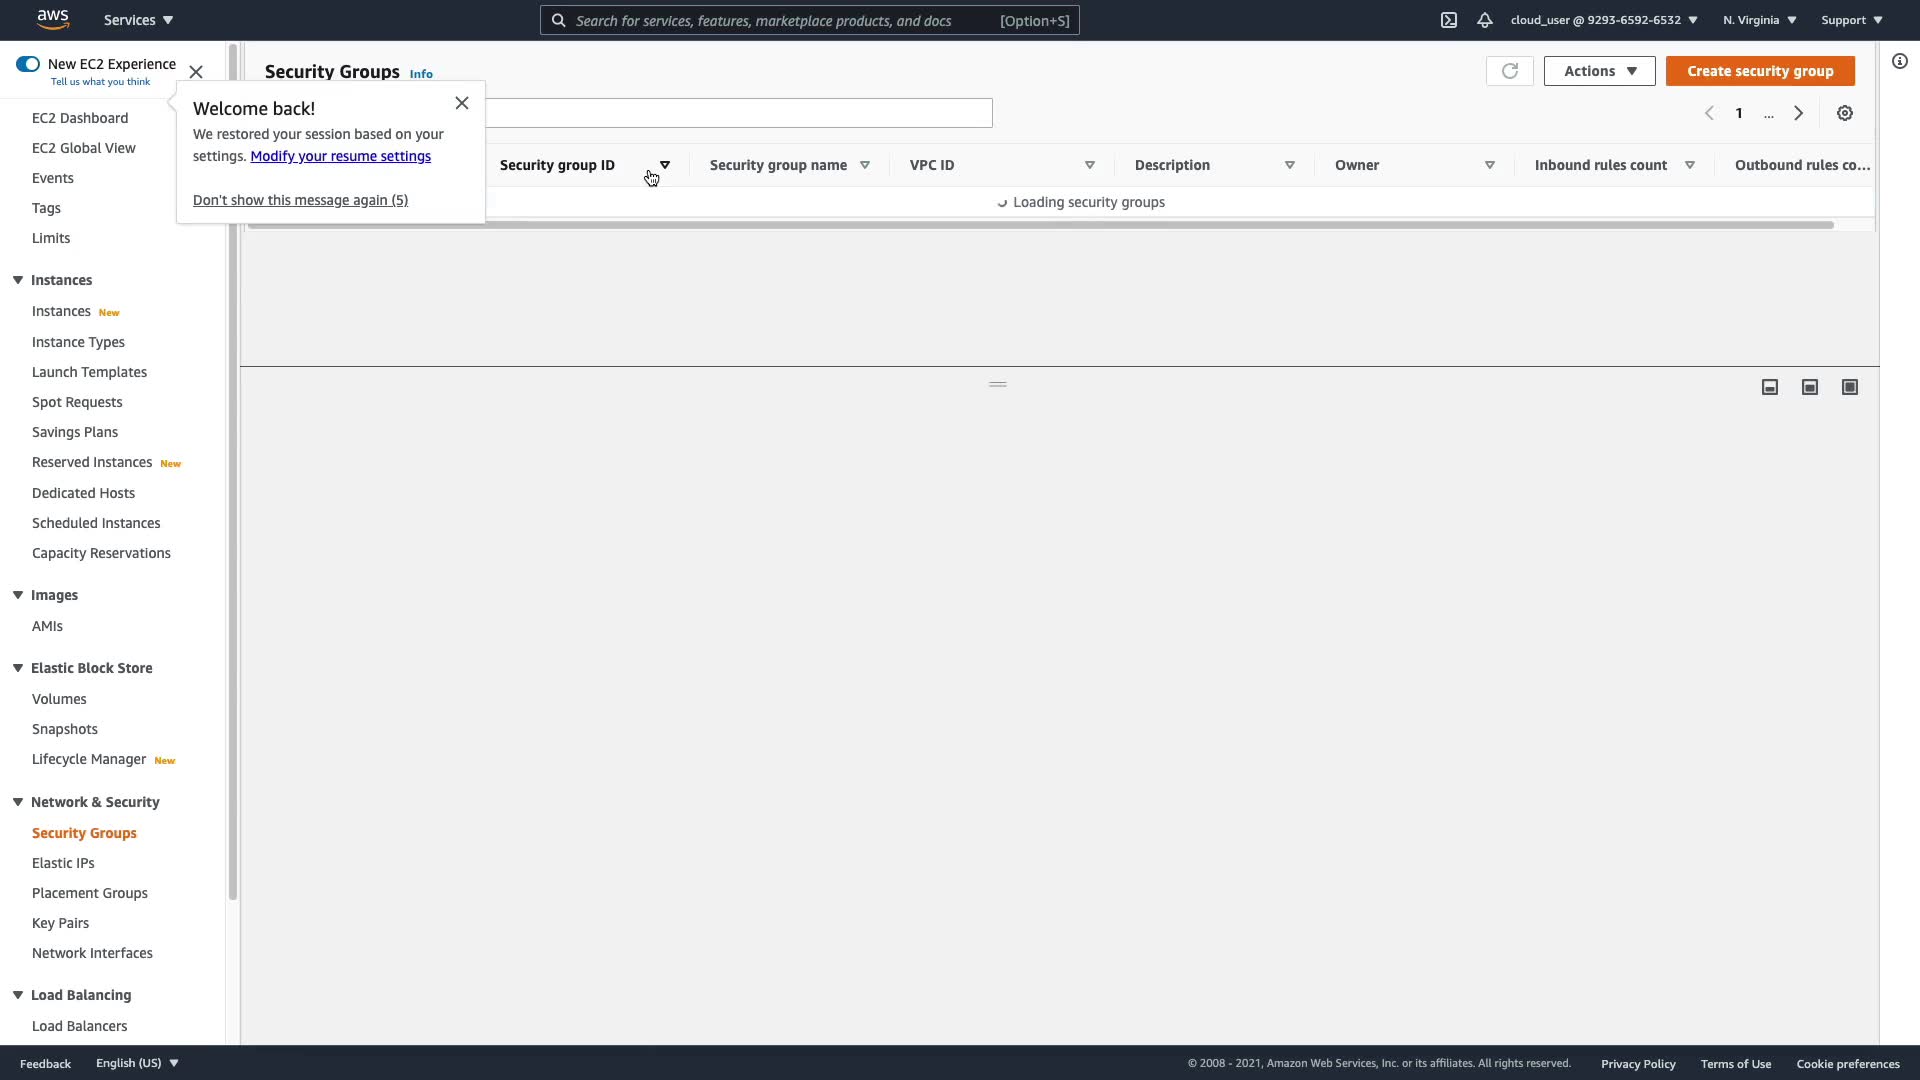 aws
Services
Search for services, features, marketplace products, and docs
[Option+S]
cloud_user @ 9293-6592-6532
N. Virginia
Support
New EC2 Experience
Tell us what you think
EC2 Dashboard
EC2 Global View
Events
Tags
Limits
Instances
Instances New
Instance Types
Launch Templates
Spot Requests
Savings Plans
Reserved Instances New
Dedicated Hosts
Scheduled Instances
Capacity Reservations
Images
AMIs
Elastic Block Store
Volumes
Snapshots
Lifecycle Manager New
Network & Security
Security Groups
Elastic IPs
Placement Groups
Key Pairs
Network Interfaces
Load Balancing
Load Balancers
Welcome back!
We restored your session based on your
settings. Modify your resume settings
Don't show this message again (5)
Security Groups Info
Actions
Create security group
1
...
Security group ID
Security group name
VPC ID
Description
Owner
Inbound rules count
Outbound rules co...
Loading security groups
Feedback
English (US)
© 2008 - 2021, Amazon Web Services, Inc. or its affiliates. All rights reserved.
Privacy Policy
Terms of Use
Cookie preferences